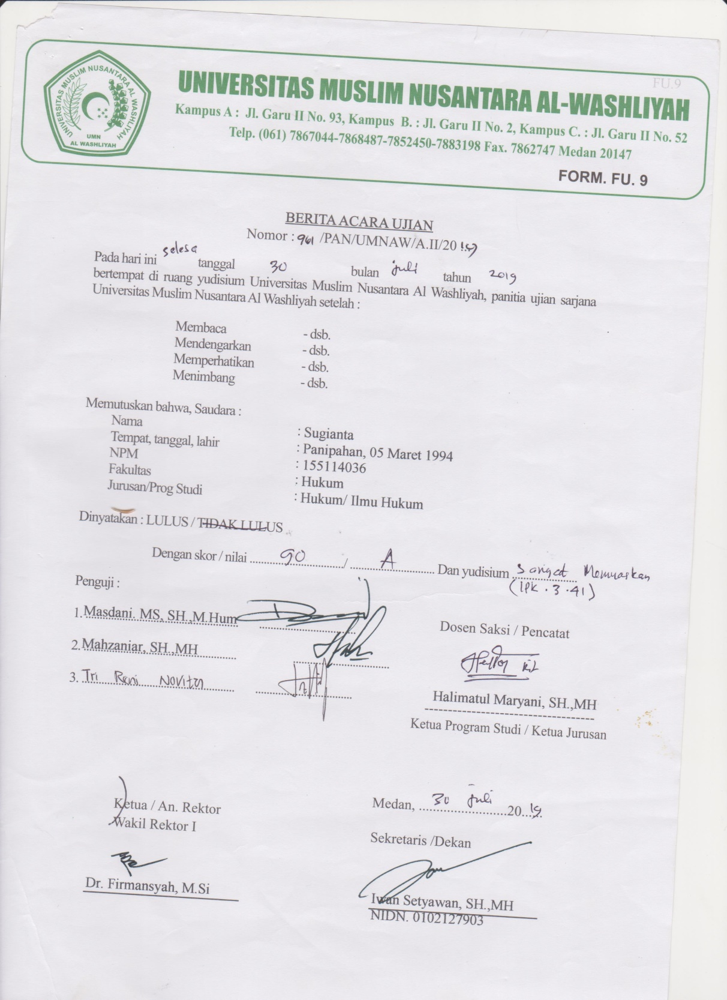 FU.9
UNIVERSITAS MUSLIM NUSANTARA AL WASHLIYAH
UMN
AL WASHLIYAH
UNIVERSITAS MUSLIM NUSANTARA AL-WASHLIYAH
Kampus A : Jl. Garu II No. 93, Kampus B. : Jl. Garu II No. 2, Kampus C. : Jl. Garu II No. 52
Telp. (061) 7867044-7868487-7852450-7883198 Fax. 7862747 Medan 20147
FORM. FU. 9
BERITA ACARA UJIAN
Nomor : 961 /PAN/UMNAW/A.II/20 19
Pada hari ini selesa tanggal 30 bulan juli tahun 2019
bertempat di ruang yudisium Universitas Muslim Nusantara Al Washliyah, panitia ujian sarjana
Universitas Muslim Nusantara Al Washliyah setelah :
Membaca - dsb.
Mendengarkan - dsb.
Memperhatikan - dsb.
Menimbang - dsb.
Memutuskan bahwa, Saudara :
Nama : Sugianta
Tempat, tanggal, lahir : Panipahan, 05 Maret 1994
NPM : 155114036
Fakultas : Hukum
Jurusan/Prog Studi : Hukum/ Ilmu Hukum
Dinyatakan : LULUS / TIDAK LULUS
Dengan skor / nilai 90 / A Dan yudisium Sangat Memuaskan
(IPK . 3 . 41)
Penguji :
1. Masdani. MS, SH.,M.Hum
2. Mahzaniar, SH.,MH
3. Tri Reni Novita
Dosen Saksi / Pencatat
Halimatul Maryani, SH.,MH
Ketua Program Studi / Ketua Jurusan
Ketua / An. Rektor
Wakil Rektor I
Dr. Firmansyah, M.Si
Medan, 30 juli 2019
Sekretaris /Dekan
Iwan Setyawan, SH.,MH
NIDN. 0102127903